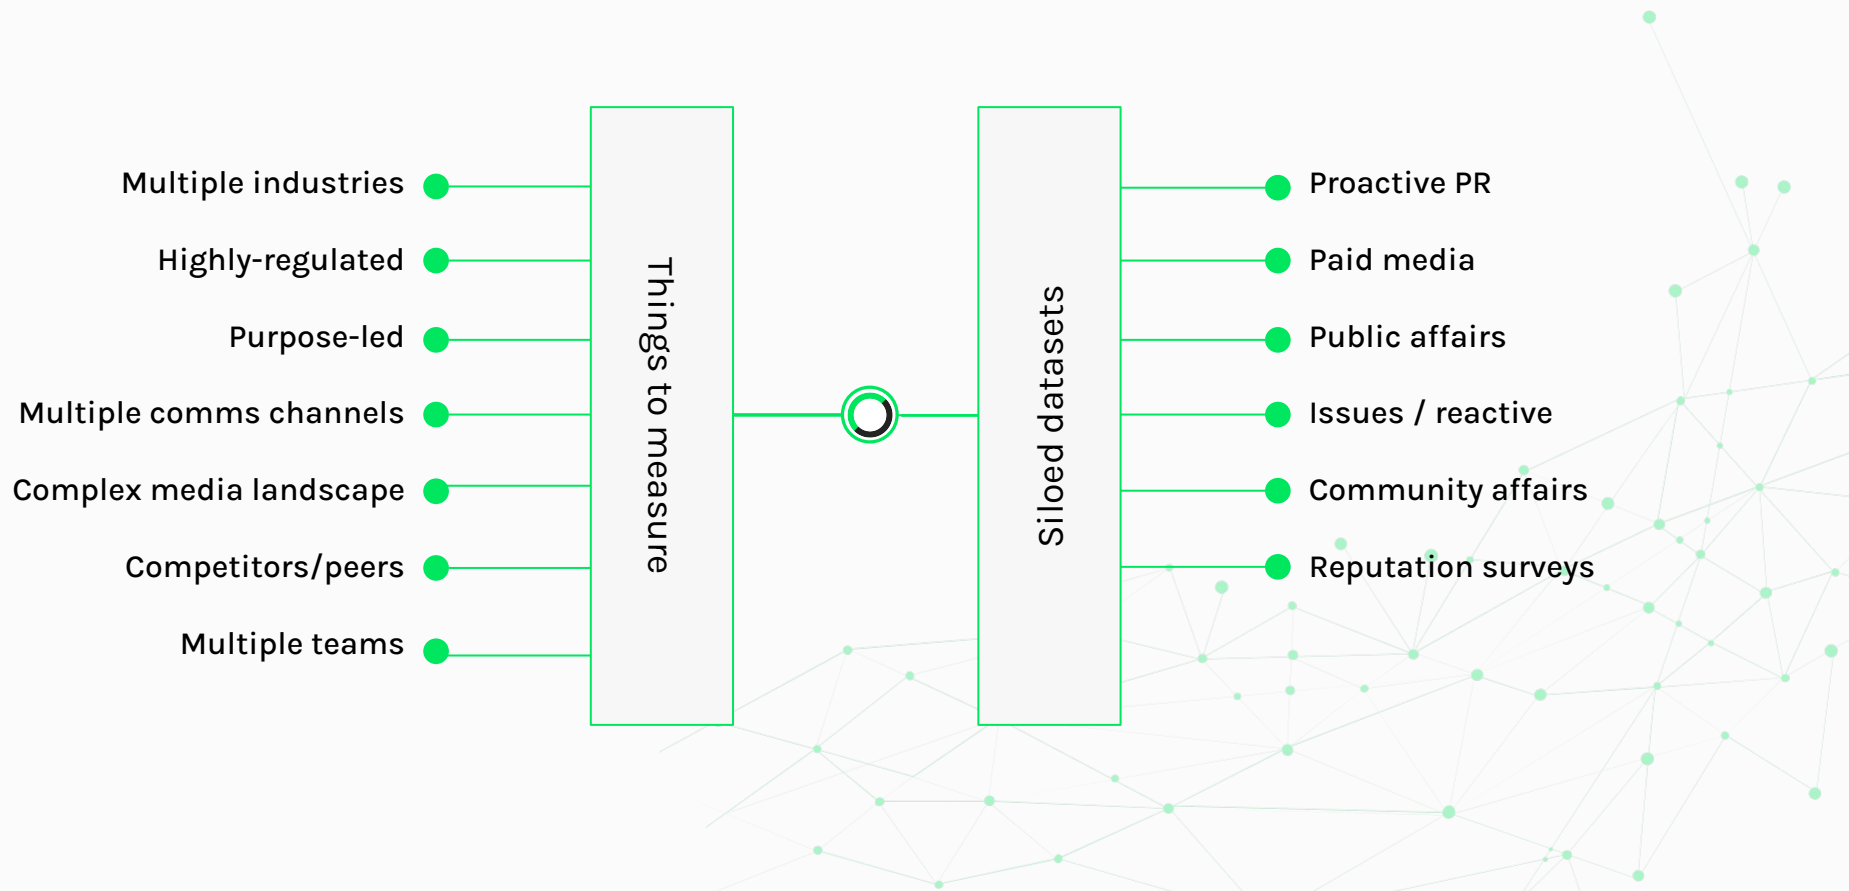 Multiple industries
Highly-regulated
Purpose-led
Multiple comms channels
Complex media landscape
Competitors/peers
Multiple teams
Things to measure
Siloed datasets
Proactive PR
Paid media
Public affairs
Issues / reactive
Community affairs
Reputation surveys